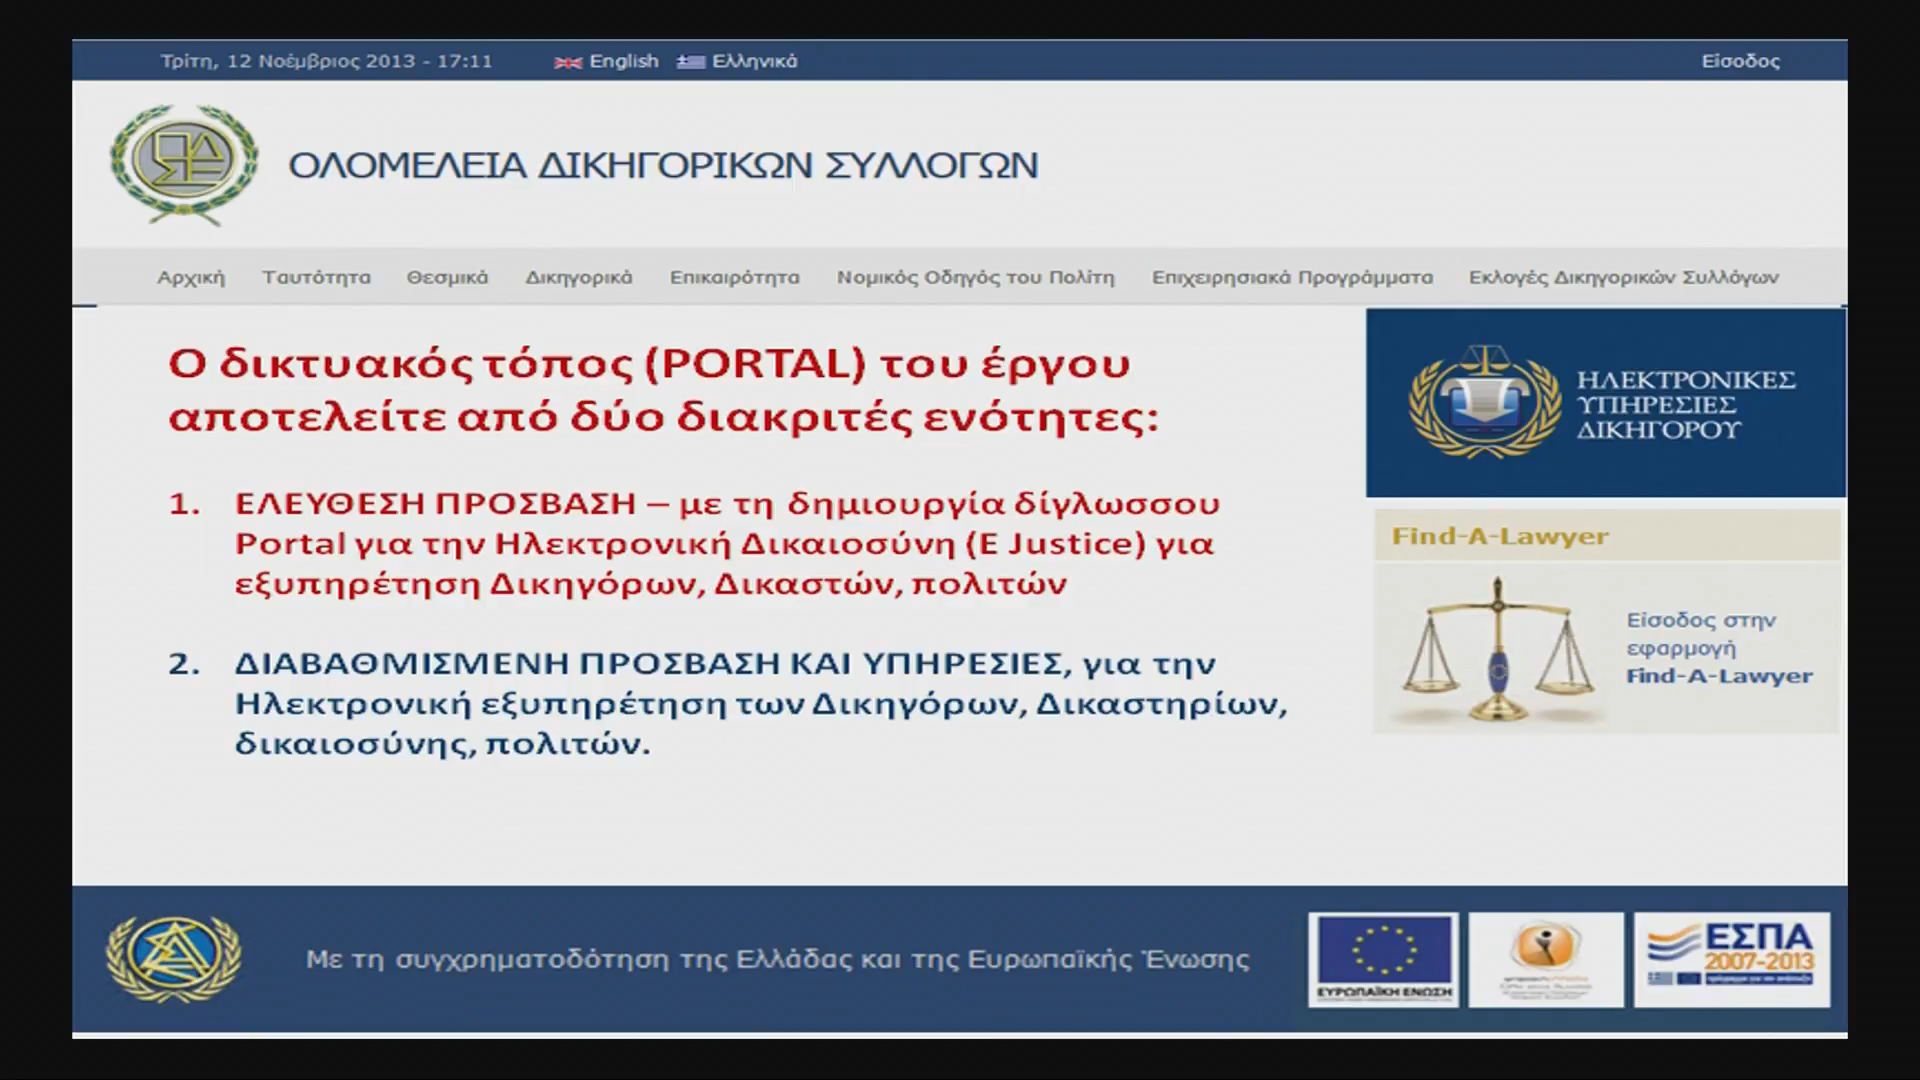 Τρίτη, 12 Νοέμβριος 2013 - 17:11 English Ελληνικά Είσοδος
ΟΛΟΜΕΛΕΙΑ ΔΙΚΗΓΟΡΙΚΩΝ ΣΥΛΛΟΓΩΝ
Αρχική Ταυτότητα Θεσμικά Δικηγορικά Επικαιρότητα Νομικός Οδηγός του Πολίτη Επιχειρησιακά Προγράμματα Εκλογές Δικηγορικών Συλλόγων
Ο δικτυακός τόπος (PORTAL) του έργου
αποτελείτε από δύο διακριτές ενότητες:
1. ΕΛΕΥΘΕΣΗ ΠΡΟΣΒΑΣΗ – με τη δημιουργία δίγλωσσου
Portal για την Ηλεκτρονική Δικαιοσύνη (E Justice) για
εξυπηρέτηση Δικηγόρων, Δικαστών, πολιτών
2. ΔΙΑΒΑΘΜΙΣΜΕΝΗ ΠΡΟΣΒΑΣΗ ΚΑΙ ΥΠΗΡΕΣΙΕΣ, για την
Ηλεκτρονική εξυπηρέτηση των Δικηγόρων, Δικαστηρίων,
δικαιοσύνης, πολιτών.
ΗΛΕΚΤΡΟΝΙΚΕΣ
ΥΠΗΡΕΣΙΕΣ
ΔΙΚΗΓΟΡΟΥ
Find-A-Lawyer
Είσοδος στην
εφαρμογή
Find-A-Lawyer
Με τη συγχρηματοδότηση της Ελλάδας και της Ευρωπαϊκής Ένωσης
ΕΥΡΩΠΑΪΚΗ ΕΝΩΣΗ
ΕΣΠΑ
2007-2013